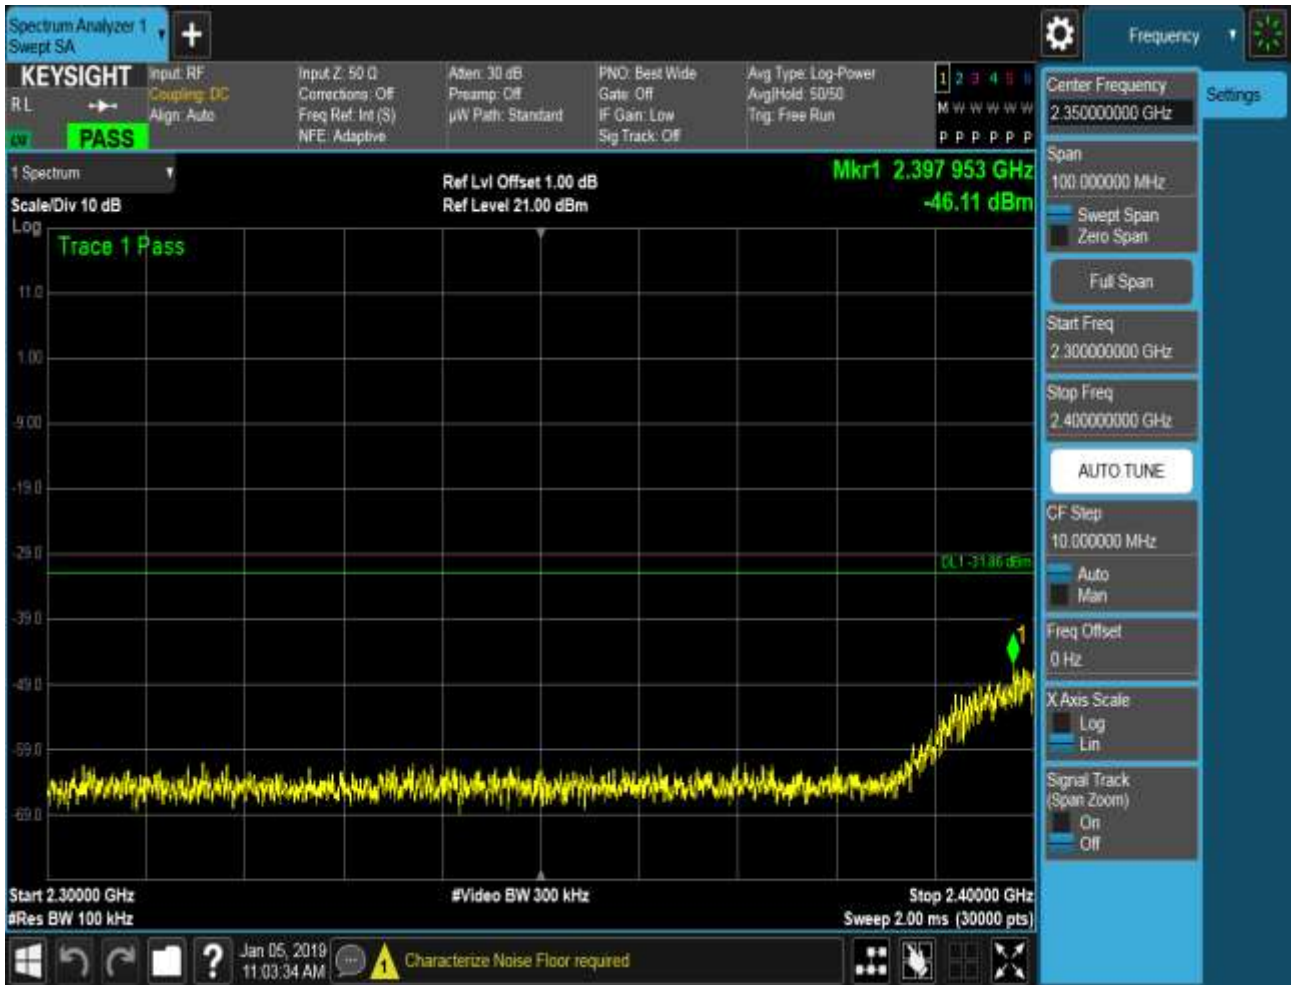 Spectrum Analyzer 1
Swept SA
+
Frequency
KEYSIGHT
RL
LW
PASS
Input: RF
Coupling: DC
Align: Auto
Input Z: 50 Ω
Corrections: Off
Freq Ref: Int (S)
NFE: Adaptive
Atten: 30 dB
Preamp: Off
µW Path: Standard
PNO: Best Wide
Gate: Off
IF Gain: Low
Sig Track: Off
Avg Type: Log-Power
Avg|Hold: 50/50
Trig: Free Run
1 2 3 4 5 6
M W W W W W
P P P P P P
1 Spectrum
Scale/Div 10 dB
Log
Ref Lvl Offset 1.00 dB
Ref Level 21.00 dBm
Mkr1 2.397 953 GHz
-46.11 dBm
Trace 1 Pass
11.0
1.00
-9.00
-19.0
-29.0
DL1 -31.86 dBm
-39.0
1
-49.0
-59.0
-69.0
Start 2.30000 GHz
#Video BW 300 kHz
Stop 2.40000 GHz
#Res BW 100 kHz
Sweep 2.00 ms (30000 pts)
?
Jan 05, 2019
11:03:34 AM
1
Characterize Noise Floor required
Center Frequency
2.350000000 GHz
Settings
Span
100.000000 MHz
Swept Span
Zero Span
Full Span
Start Freq
2.300000000 GHz
Stop Freq
2.400000000 GHz
AUTO TUNE
CF Step
10.000000 MHz
Auto
Man
Freq Offset
0 Hz
X Axis Scale
Log
Lin
Signal Track
(Span Zoom)
On
Off